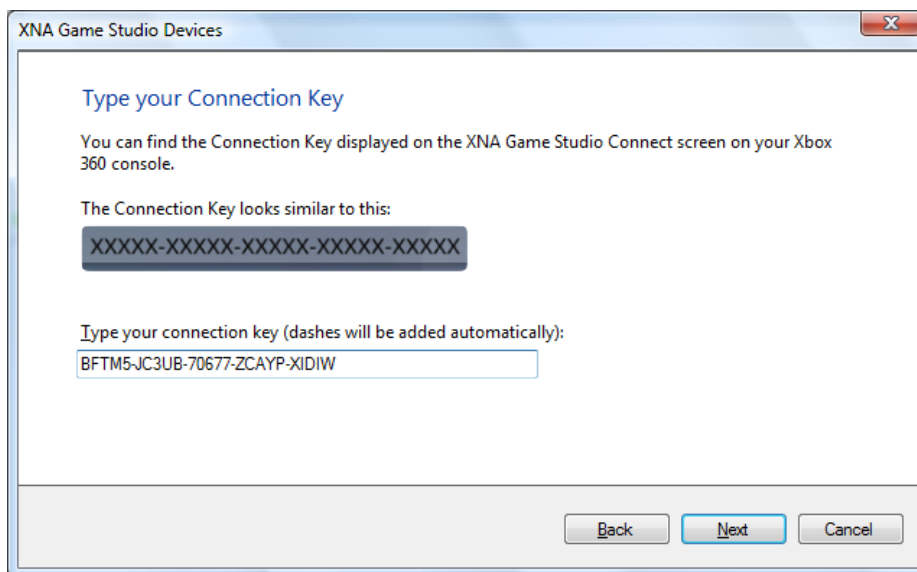 XNA Game Studio Devices
Type your Connection Key
You can find the Connection Key displayed on the XNA Game Studio Connect screen on your Xbox
360 console.
The Connection Key looks similar to this:
XXXXX-XXXXX-XXXXX-XXXXX-XXXXX
Type your connection key (dashes will be added automatically):
BFTM5-JC3UB-70677-ZCAYP-XIDIW
Back Next Cancel